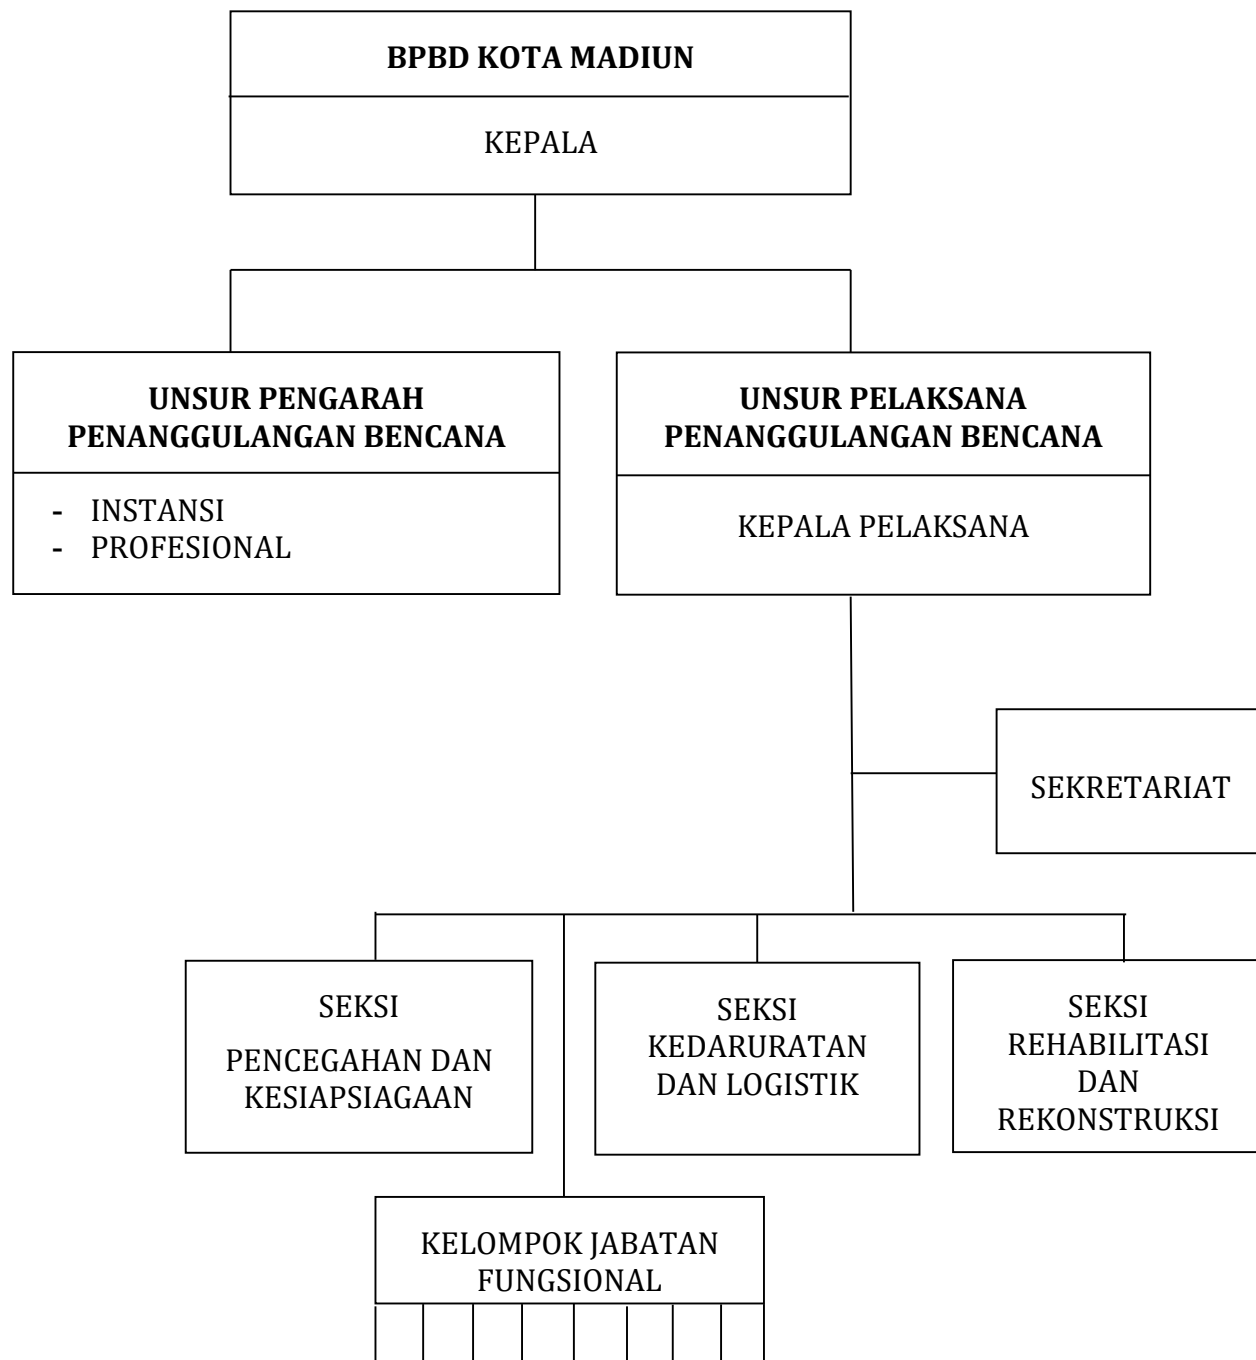 BPBD KOTA MADIUN
KEPALA
UNSUR PENGARAH
PENANGGULANGAN BENCANA
- INSTANSI
- PROFESIONAL
UNSUR PELAKSANA
PENANGGULANGAN BENCANA
KEPALA PELAKSANA
SEKRETARIAT
SEKSI
PENCEGAHAN DAN
KESIAPSIAGAAN
SEKSI
KEDARURATAN
DAN LOGISTIK
SEKSI
REHABILITASI
DAN
REKONSTRUKSI
KELOMPOK JABATAN
FUNGSIONAL